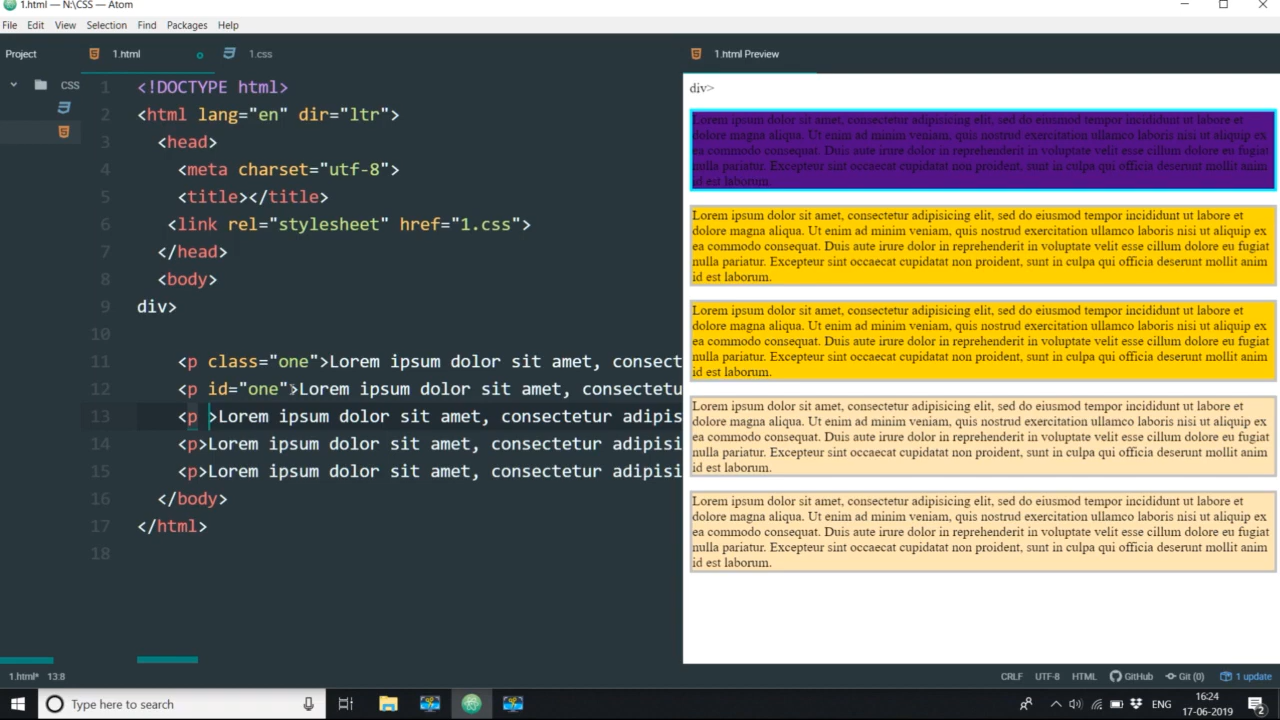 1.html — N:\CSS — Atom
File Edit View Selection Find Packages Help
Project 1.html 1.css 1.html Preview
CSS
1 <!DOCTYPE html>
2 <html lang="en" dir="ltr">
3 <head>
4 <meta charset="utf-8">
5 <title></title>
6 <link rel="stylesheet" href="1.css">
7 </head>
8 <body>
9 div>
10
11 <p class="one">Lorem ipsum dolor sit amet, consect
12 <p id="one">Lorem ipsum dolor sit amet, consectetu
13 <p >Lorem ipsum dolor sit amet, consectetur adipis
14 <p>Lorem ipsum dolor sit amet, consectetur adipisi
15 <p>Lorem ipsum dolor sit amet, consectetur adipisi
16 </body>
17 </html>
18
div>
Lorem ipsum dolor sit amet, consectetur adipisicing elit, sed do eiusmod tempor incididunt ut labore et
dolore magna aliqua. Ut enim ad minim veniam, quis nostrud exercitation ullamco laboris nisi ut aliquip ex
ea commodo consequat. Duis aute irure dolor in reprehenderit in voluptate velit esse cillum dolore eu fugiat
nulla pariatur. Excepteur sint occaecat cupidatat non proident, sunt in culpa qui officia deserunt mollit anim
id est laborum.
Lorem ipsum dolor sit amet, consectetur adipisicing elit, sed do eiusmod tempor incididunt ut labore et
dolore magna aliqua. Ut enim ad minim veniam, quis nostrud exercitation ullamco laboris nisi ut aliquip ex
ea commodo consequat. Duis aute irure dolor in reprehenderit in voluptate velit esse cillum dolore eu fugiat
nulla pariatur. Excepteur sint occaecat cupidatat non proident, sunt in culpa qui officia deserunt mollit anim
id est laborum.
Lorem ipsum dolor sit amet, consectetur adipisicing elit, sed do eiusmod tempor incididunt ut labore et
dolore magna aliqua. Ut enim ad minim veniam, quis nostrud exercitation ullamco laboris nisi ut aliquip ex
ea commodo consequat. Duis aute irure dolor in reprehenderit in voluptate velit esse cillum dolore eu fugiat
nulla pariatur. Excepteur sint occaecat cupidatat non proident, sunt in culpa qui officia deserunt mollit anim
id est laborum.
Lorem ipsum dolor sit amet, consectetur adipisicing elit, sed do eiusmod tempor incididunt ut labore et
dolore magna aliqua. Ut enim ad minim veniam, quis nostrud exercitation ullamco laboris nisi ut aliquip ex
ea commodo consequat. Duis aute irure dolor in reprehenderit in voluptate velit esse cillum dolore eu fugiat
nulla pariatur. Excepteur sint occaecat cupidatat non proident, sunt in culpa qui officia deserunt mollit anim
id est laborum.
Lorem ipsum dolor sit amet, consectetur adipisicing elit, sed do eiusmod tempor incididunt ut labore et
dolore magna aliqua. Ut enim ad minim veniam, quis nostrud exercitation ullamco laboris nisi ut aliquip ex
ea commodo consequat. Duis aute irure dolor in reprehenderit in voluptate velit esse cillum dolore eu fugiat
nulla pariatur. Excepteur sint occaecat cupidatat non proident, sunt in culpa qui officia deserunt mollit anim
id est laborum.
1.html* 13:8 CRLF UTF-8 HTML GitHub Git (0) 1 update
Type here to search ENG 16:24
17-06-2019 2